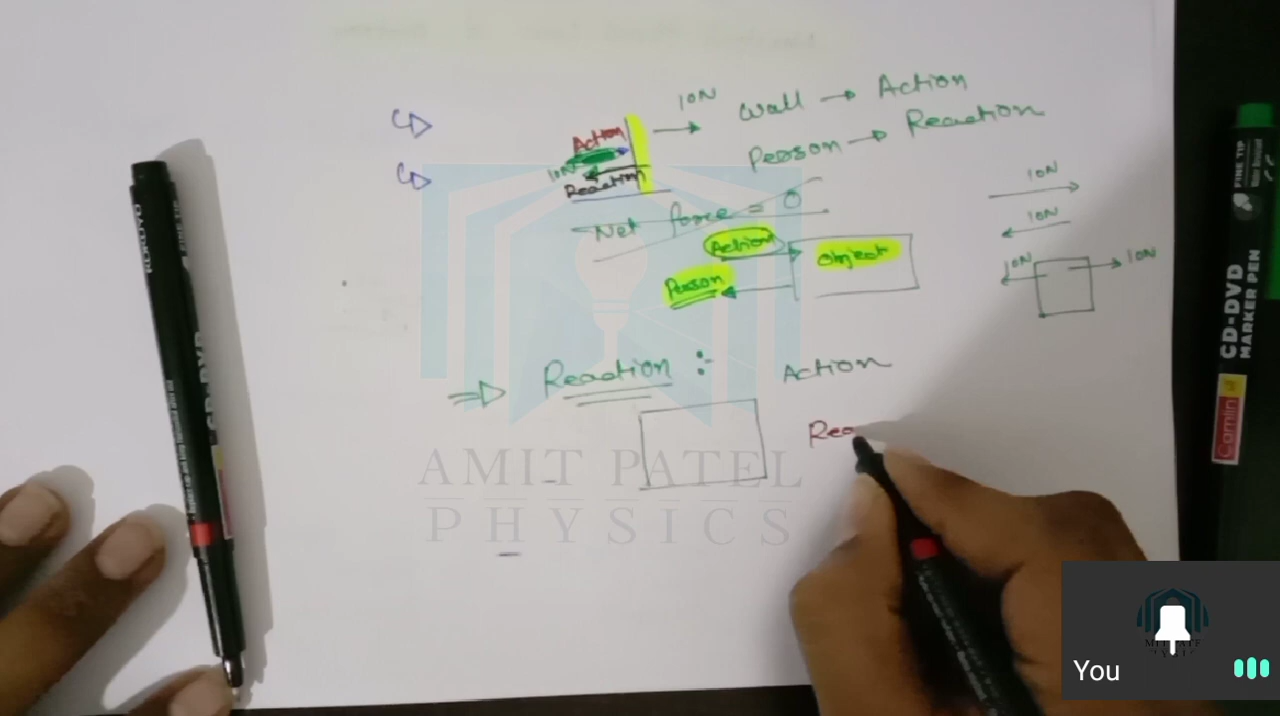 10N
Wall → Action
Action
Person → Reaction
10N
Reaction
10N
Net force = 0
10N
Action
Object
10N
10N
Person
⇒ Reaction :- Action
Rea
AMIT PATEL
PHYSICS
CD-DVD
MARKER PEN
FINE TIP
Camlin
You